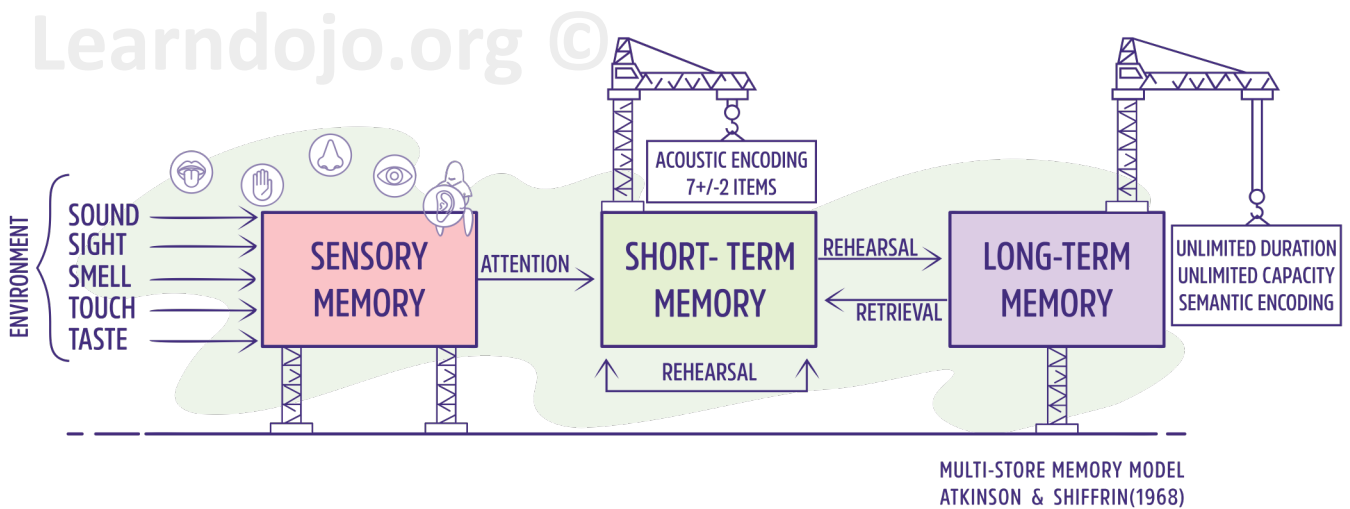 Learndojo.org ©
ACOUSTIC ENCODING
7+/-2 ITEMS
ENVIRONMENT
SOUND
SIGHT
SMELL
TOUCH
TASTE
SENSORY
MEMORY
ATTENTION
SHORT- TERM
MEMORY
REHEARSAL
RETRIEVAL
REHEARSAL
LONG-TERM
MEMORY
UNLIMITED DURATION
UNLIMITED CAPACITY
SEMANTIC ENCODING
MULTI-STORE MEMORY MODEL
ATKINSON & SHIFFRIN(1968)